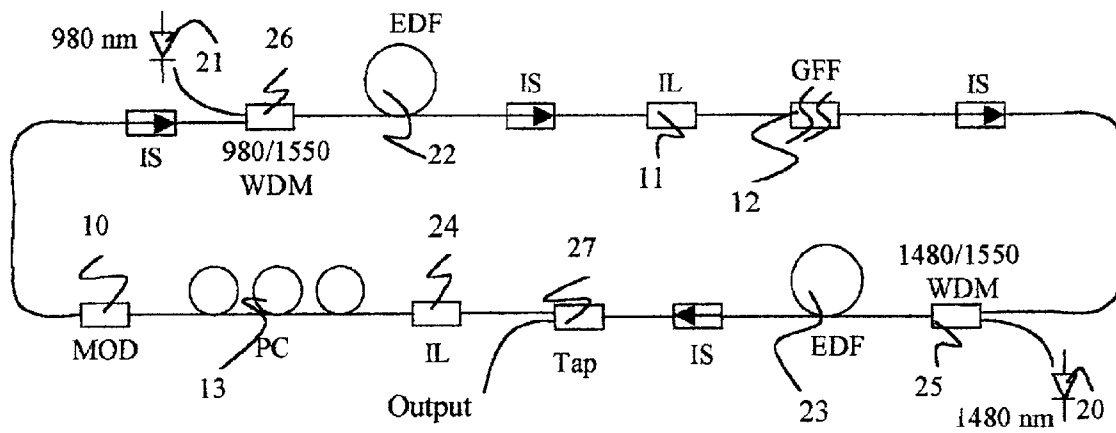 EDF
980 nm
26
21
IS
IL
GFF
IS
IS
980/1550
WDM
22
11
12
10
24
27
1480/1550
WDM
MOD
PC
IL
Tap
IS
EDF
13
Output
23
25
1480 nm
20